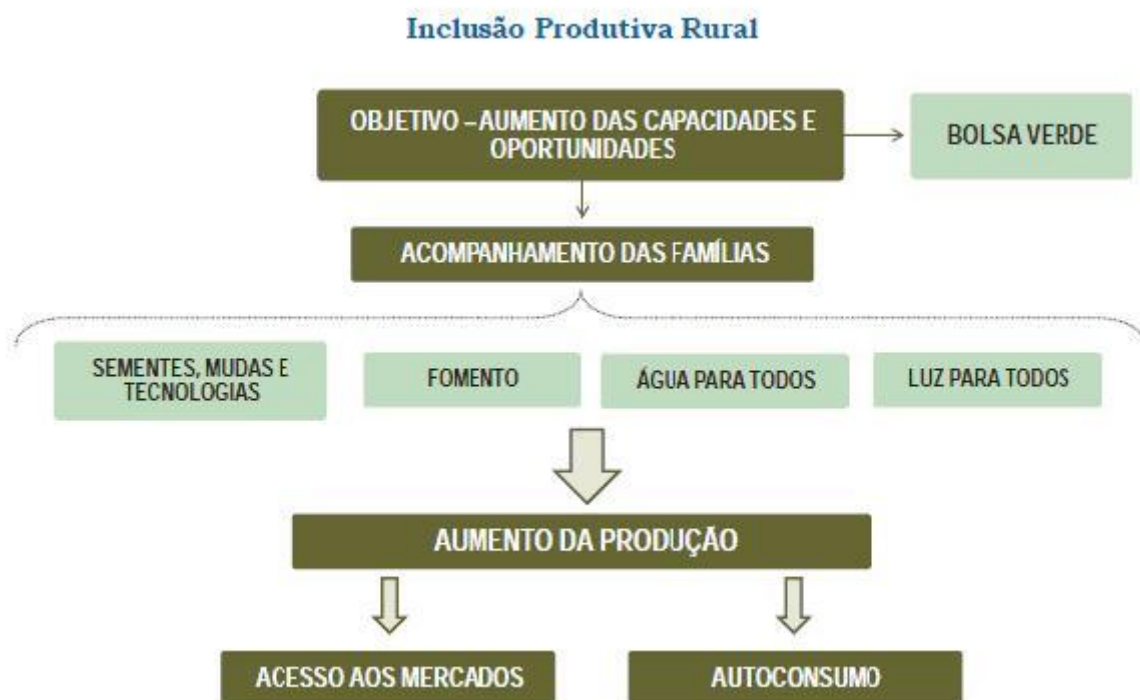 Inclusão Produtiva Rural
OBJETIVO – AUMENTO DAS CAPACIDADES E
OPORTUNIDADES
BOLSA VERDE
ACOMPANHAMENTO DAS FAMÍLIAS
SEMENTES, MUDAS E
TECNOLOGIAS
FOMENTO
ÁGUA PARA TODOS
LUZ PARA TODOS
AUMENTO DA PRODUÇÃO
ACESSO AOS MERCADOS
AUTOCONSUMO